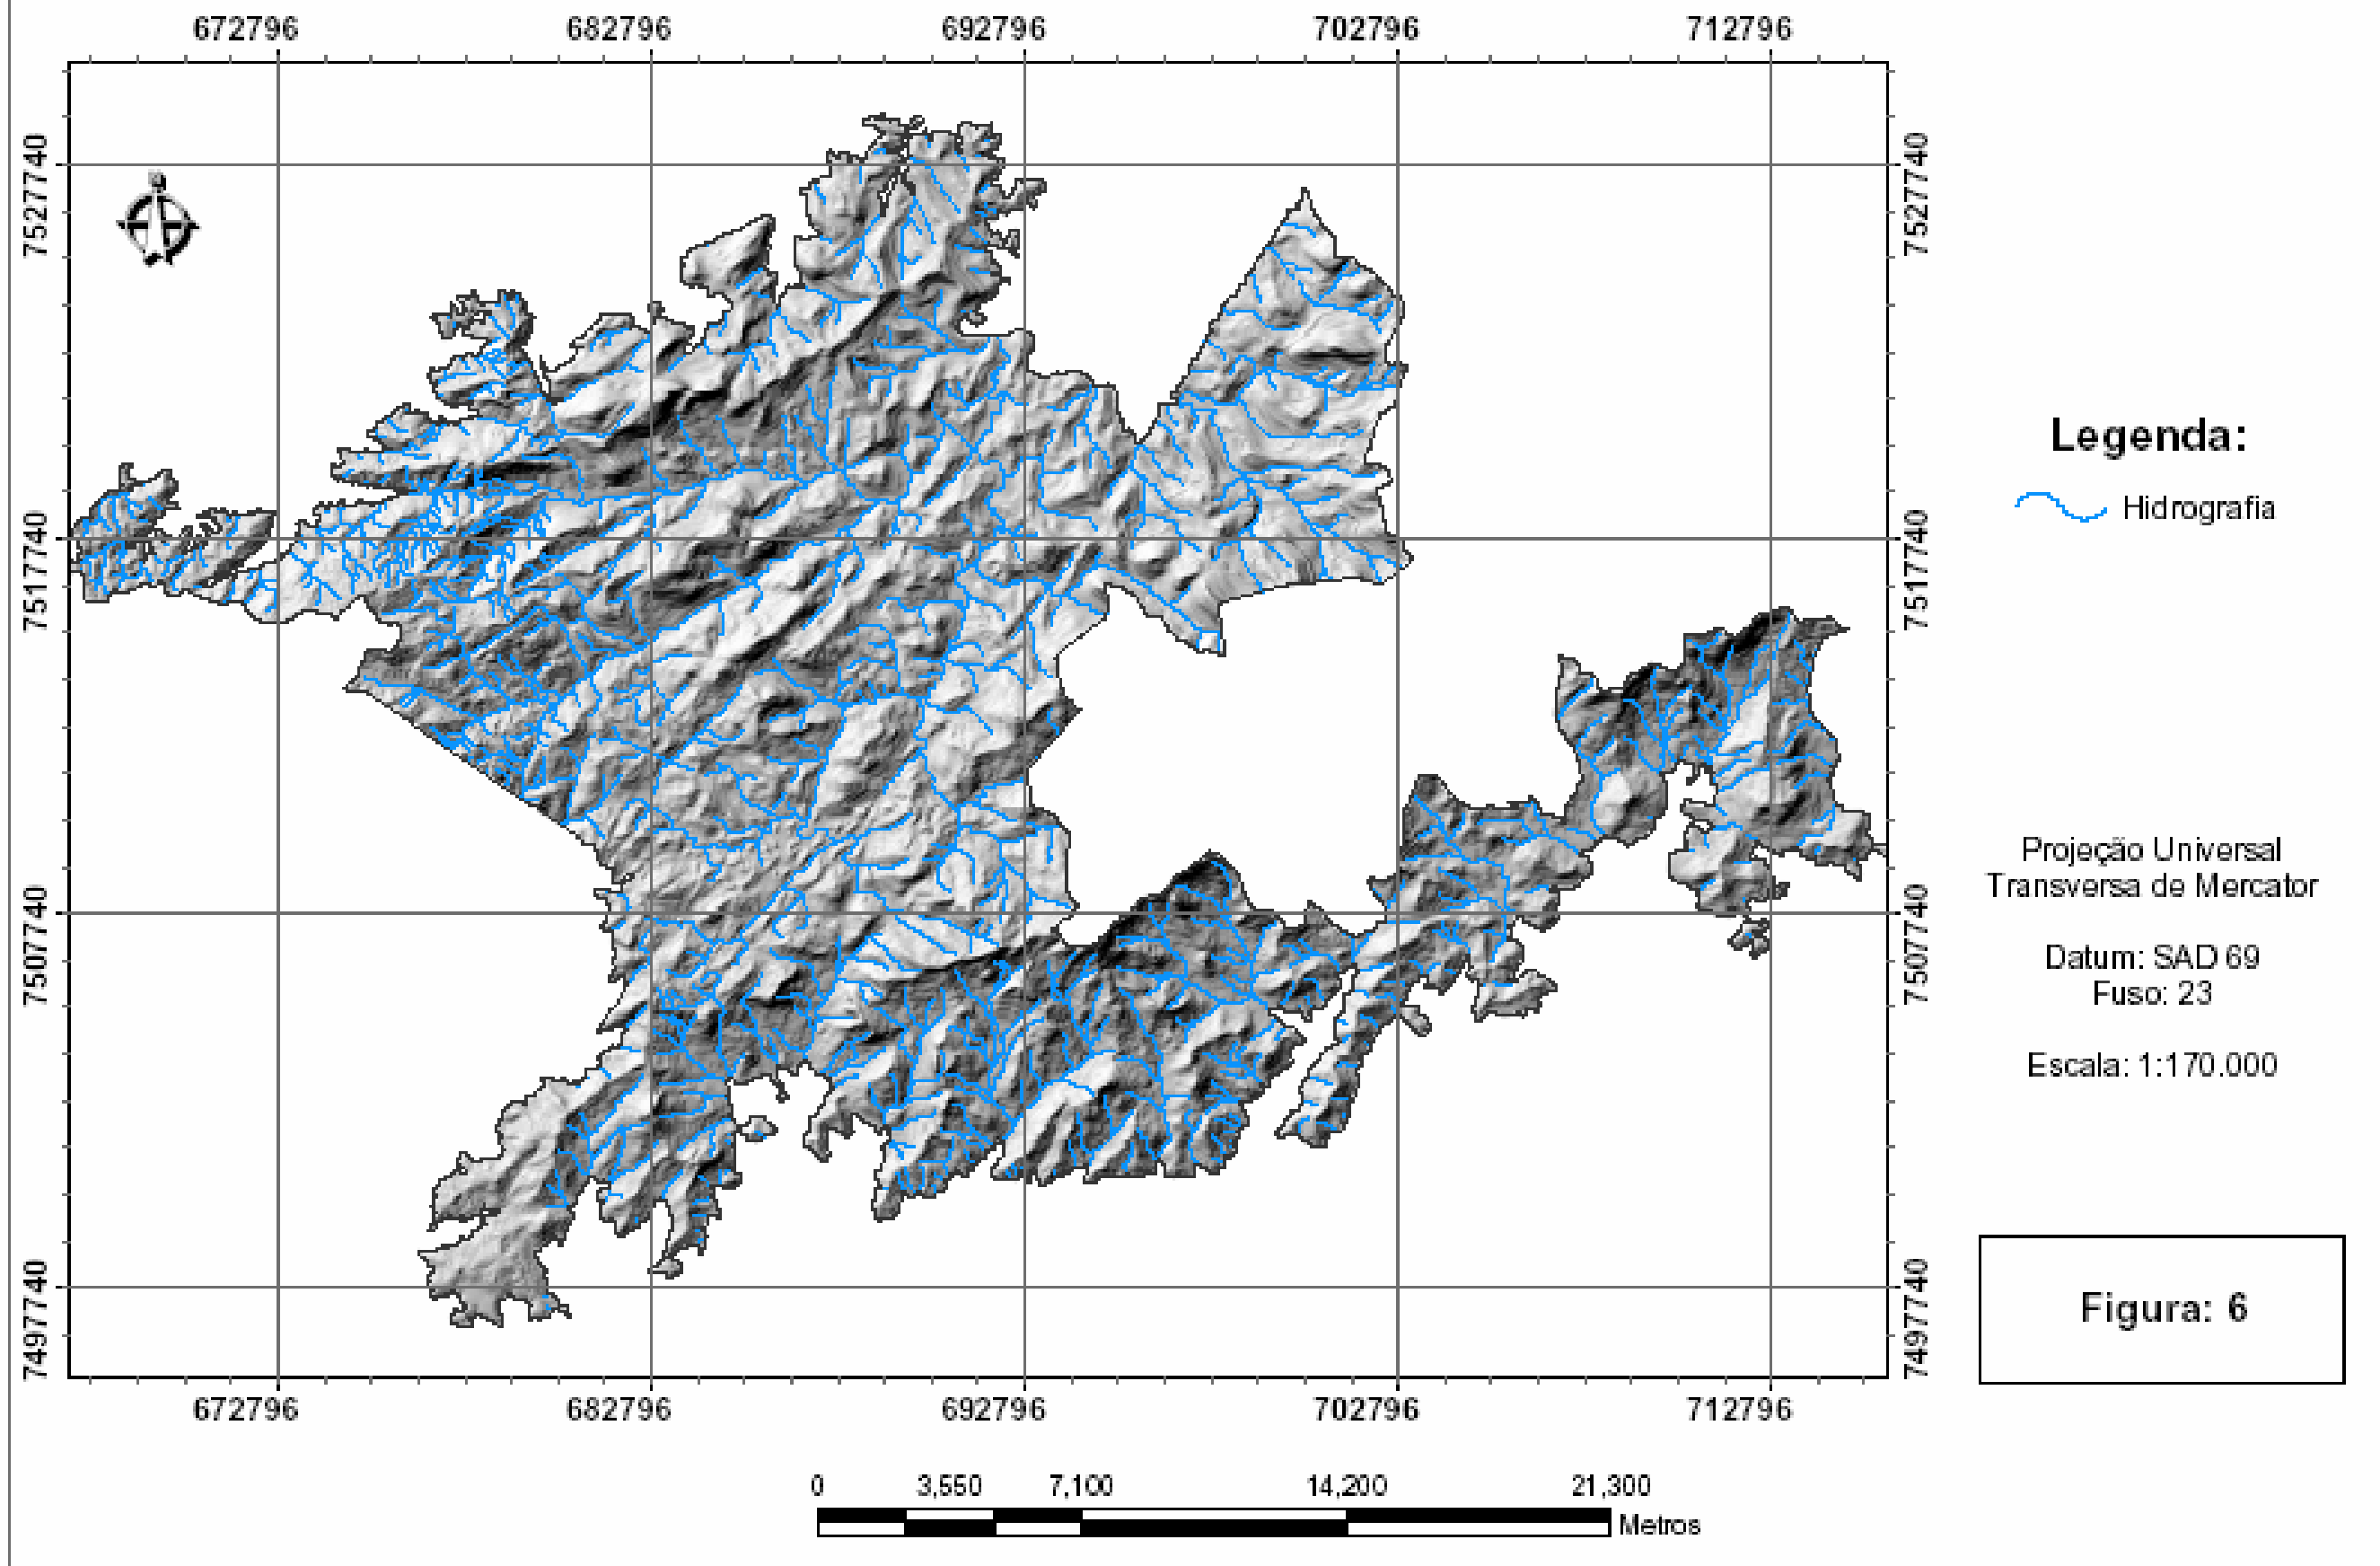 672796 682796 692796 702796 712796
7527740 7527740
7517740 7517740
7507740 7507740
7497740 7497740
672796 682796 692796 702796 712796
Legenda:
Hidrografia
Projeção Universal
Transversa de Mercator
Datum: SAD 69
Fuso: 23
Escala: 1:170.000
Figura: 6
0 3,550 7,100 14,200 21,300
Metros